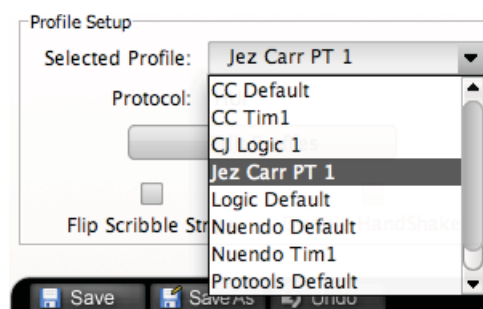 Profile Setup
Selected Profile: Jez Carr PT 1
Protocol:
CC Default
CC Tim1
CJ Logic 1
Jez Carr PT 1
Logic Default
Flip Scribble Str
Nuendo Default
HandShake
Nuendo Tim1
Protools Default
Save Save As Undo